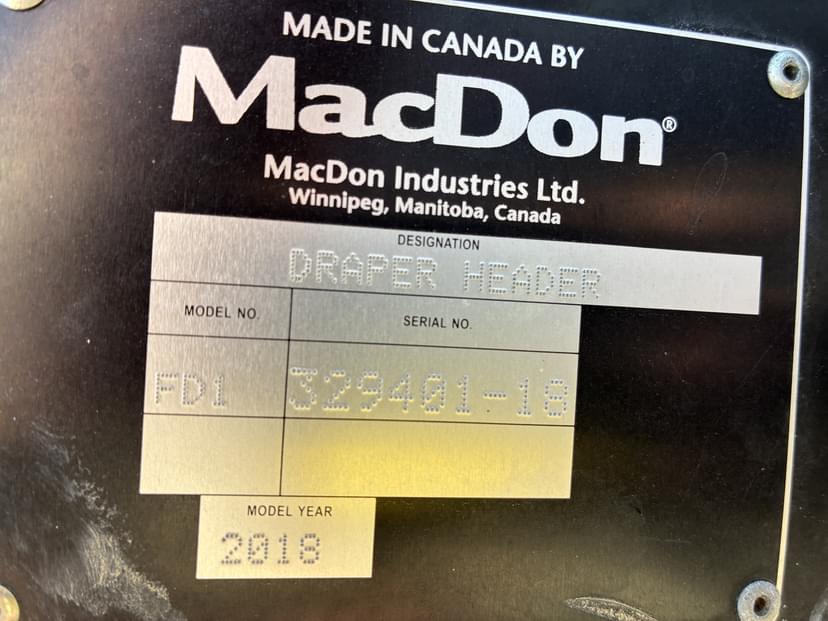 MADE IN CANADA BY
MacDon®
MacDon Industries Ltd.
Winnipeg, Manitoba, Canada
DESIGNATION
DRAPER HEADER
MODEL NO. SERIAL NO.
FD1 329401-18
MODEL YEAR
2018